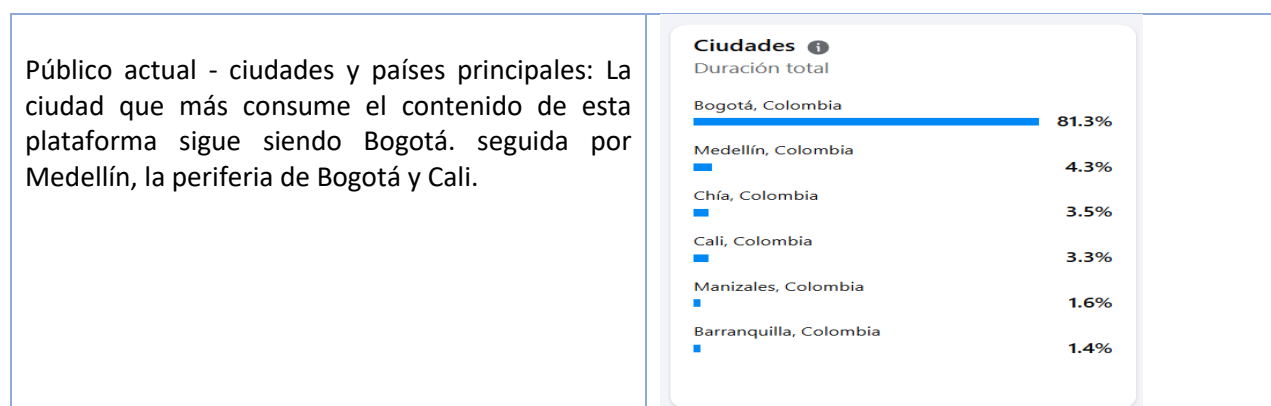 Público actual - ciudades y países principales: La
ciudad que más consume el contenido de esta
plataforma sigue siendo Bogotá. seguida por
Medellín, la periferia de Bogotá y Cali.
Ciudades
Duración total
Bogotá, Colombia
81.3%
Medellín, Colombia
4.3%
Chía, Colombia
3.5%
Cali, Colombia
3.3%
Manizales, Colombia
1.6%
Barranquilla, Colombia
1.4%